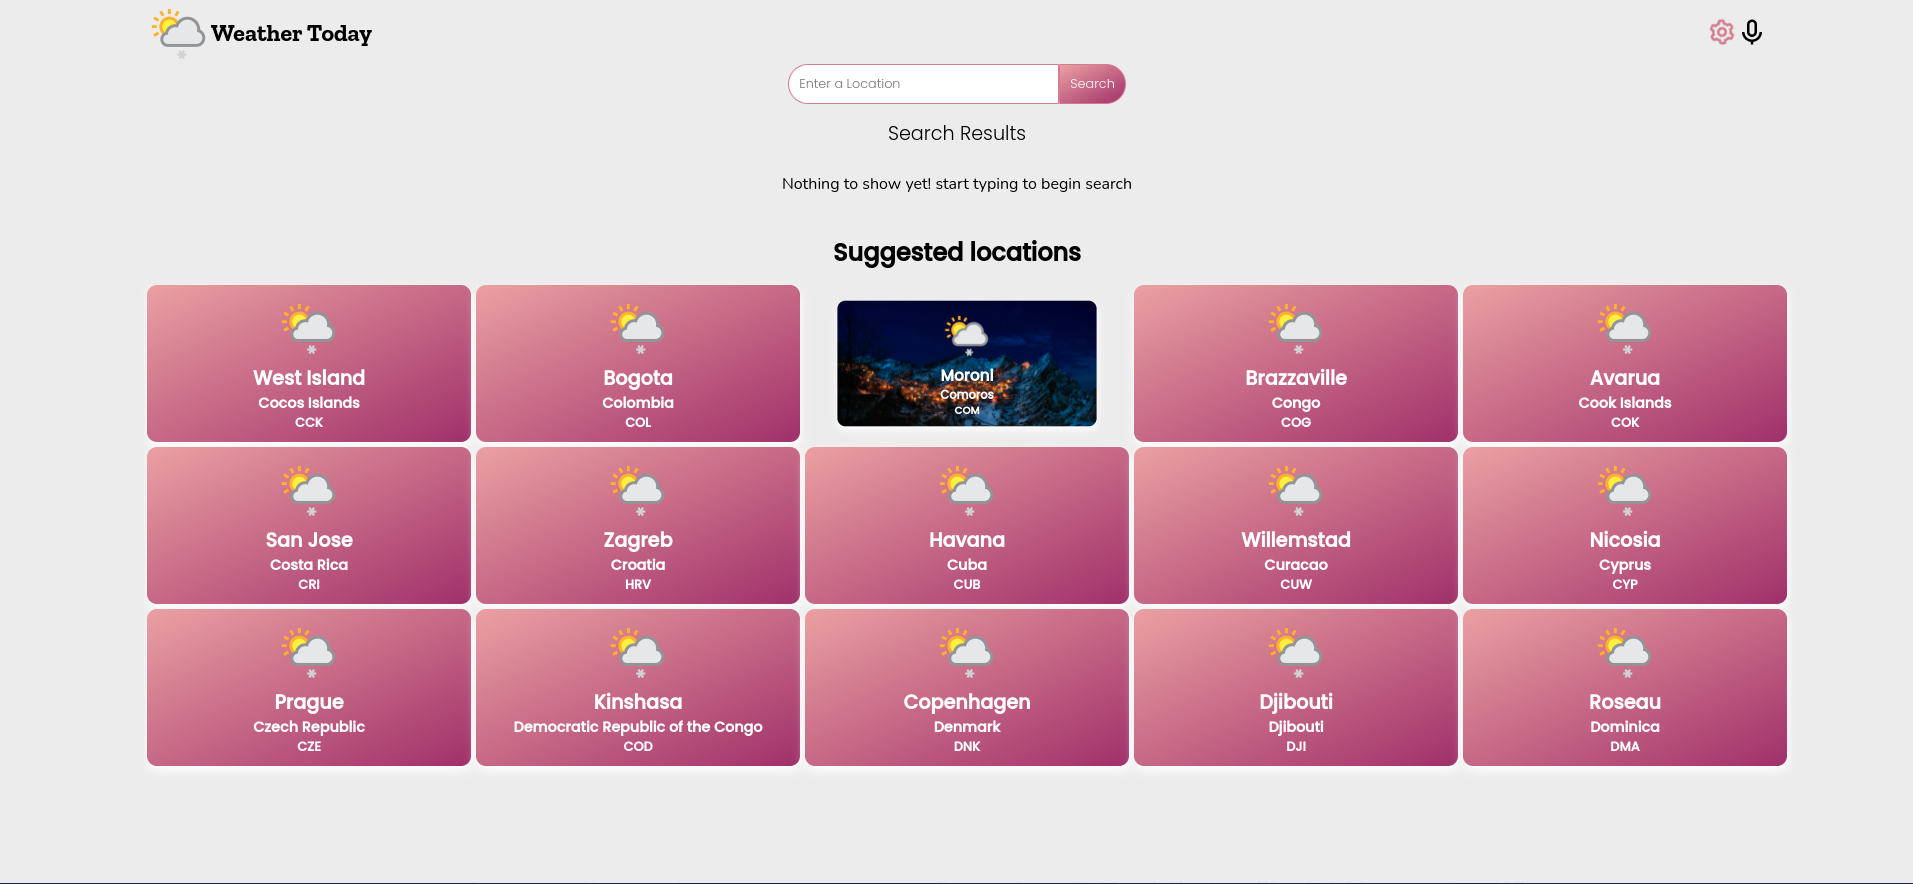 Weather Today
Enter a Location
Search
Search Results
Nothing to show yet! start typing to begin search
Suggested locations
West Island
Cocos Islands
CCK
Bogota
Colombia
COL
Moroni
Comoros
COM
Brazzaville
Congo
COG
Avarua
Cook Islands
COK
San Jose
Costa Rica
CRI
Zagreb
Croatia
HRV
Havana
Cuba
CUB
Willemstad
Curacao
CUW
Nicosia
Cyprus
CYP
Prague
Czech Republic
CZE
Kinshasa
Democratic Republic of the Congo
COD
Copenhagen
Denmark
DNK
Djibouti
Djibouti
DJI
Roseau
Dominica
DMA